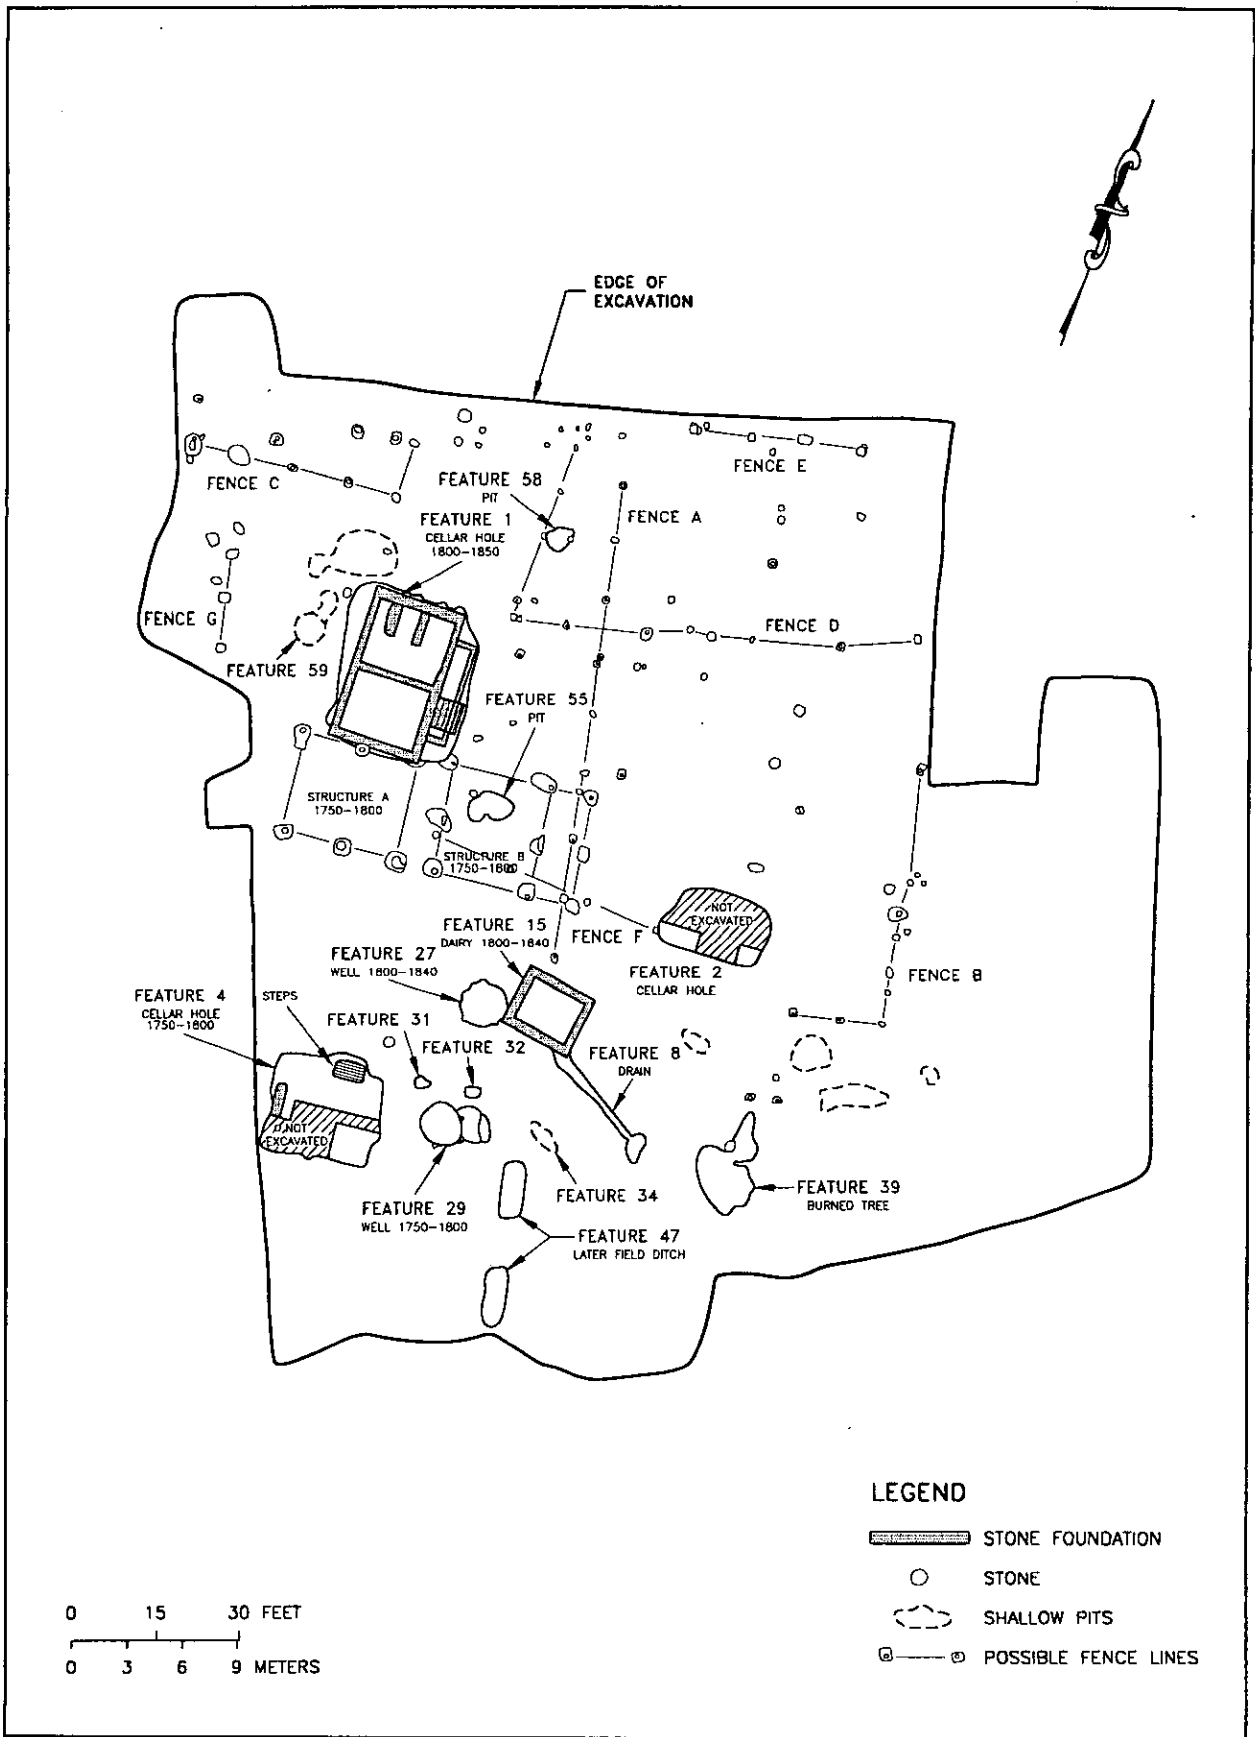 EDGE OF
EXCAVATION
FENCE C
FEATURE 58
PIT
FENCE E
FEATURE 1
CELLAR HOLE
1800-1850
FENCE A
FENCE G
FENCE D
FEATURE 59
FEATURE 55
PIT
STRUCTURE A
1750-1800
STRUCTURE B
1750-1800
NOT
EXCAVATED
FEATURE 15
DAIRY 1800-1840
FENCE F
FEATURE 27
WELL 1800-1840
FEATURE 2
CELLAR HOLE
FENCE B
FEATURE 4
CELLAR HOLE
1750-1800
STEPS
FEATURE 31
FEATURE 32
FEATURE 8
DRAIN
NOT
EXCAVATED
FEATURE 29
WELL 1750-1800
FEATURE 34
FEATURE 39
BURNED TREE
FEATURE 47
LATER FIELD DITCH
LEGEND
STONE FOUNDATION
STONE
SHALLOW PITS
POSSIBLE FENCE LINES
0 15 30 FEET
0 3 6 9 METERS